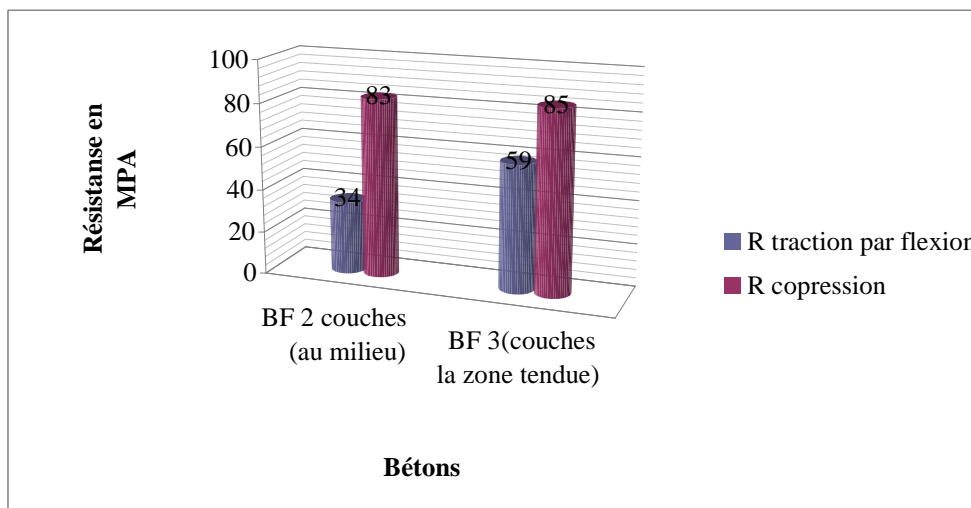 Résistanse en
MPA
100
80
60
40
20
0
34
83
59
85
BF 2 couches
(au milieu)
BF 3(couches
la zone tendue)
Bétons
R traction par flexion
R copression